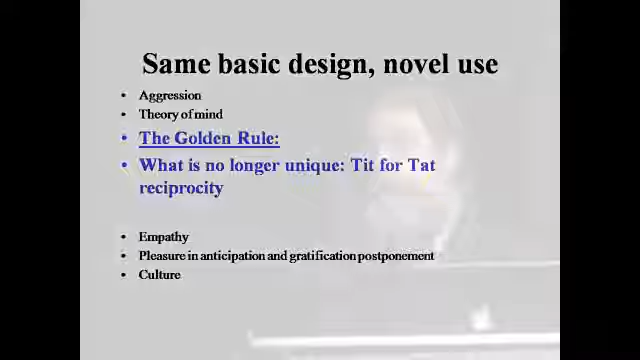 Same basic design, novel use
• Aggression
• Theory of mind
• The Golden Rule:
• What is no longer unique: Tit for Tat
reciprocity
• Empathy
• Pleasure in anticipation and gratification postponement
• Culture